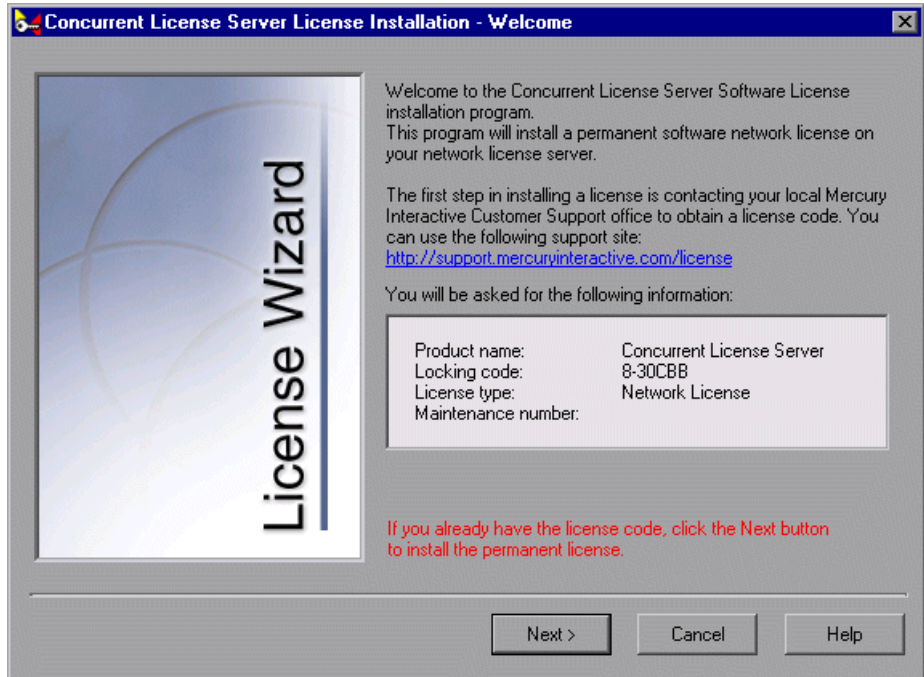 Concurrent License Server License Installation - Welcome
License Wizard
Welcome to the Concurrent License Server Software License
installation program.
This program will install a permanent software network license on
your network license server.
The first step in installing a license is contacting your local Mercury
Interactive Customer Support office to obtain a license code. You
can use the following support site:
http://support.mercuryinteractive.com/license
You will be asked for the following information:
Product name: Concurrent License Server
Locking code: 8-30CBB
License type: Network License
Maintenance number:
If you already have the license code, click the Next button
to install the permanent license.
Next >
Cancel
Help